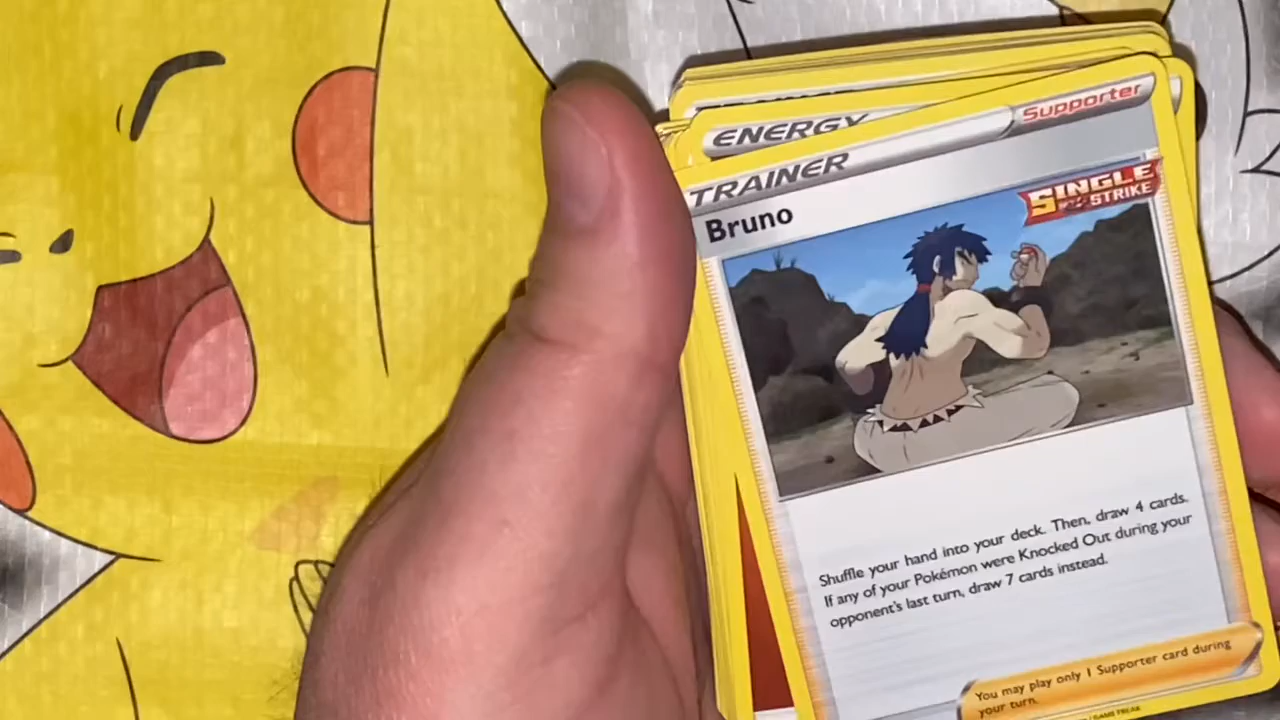 ENERGY
TRAINER
Supporter
Bruno
SINGLE
STRIKE
Shuffle your hand into your deck. Then, draw 4 cards.
If any of your Pokémon were Knocked Out during your
opponent's last turn, draw 7 cards instead.
You may play only 1 Supporter card during
your turn.
GAME FREAK